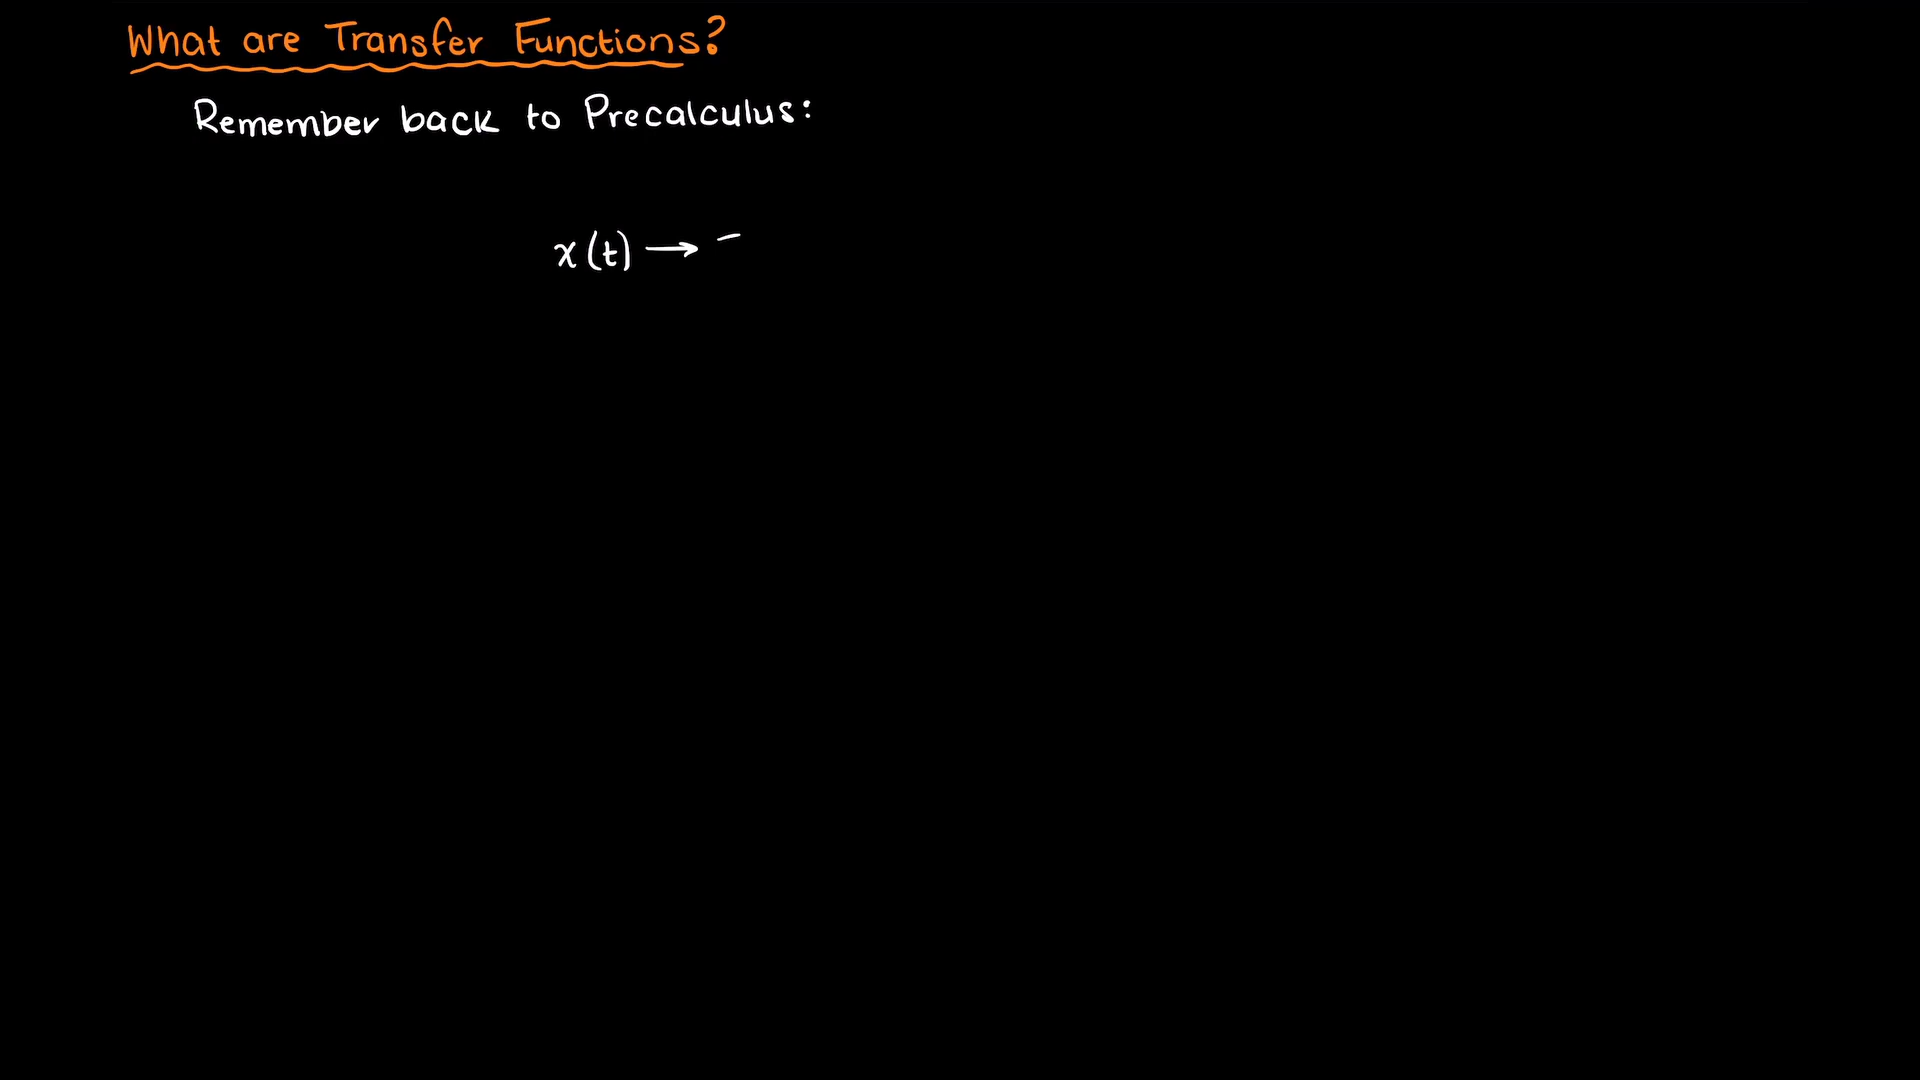 What are Transfer Functions?
Remember back to Precalculus:
x(t) →